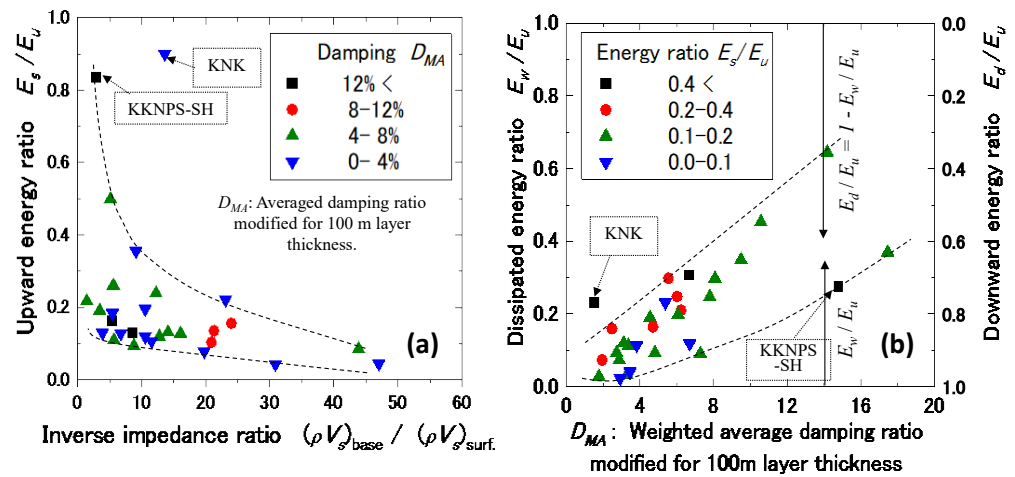 1.0
0.8
0.6
0.4
0.2
0.0
Upward energy ratio E_s/E_u
KNK
KKNPS-SH
Damping D_MA
12% <
8-12%
4-8%
0-4%
D_MA: Averaged damping ratio
modified for 100 m layer
thickness.
(a)
0 10 20 30 40 50 60
Inverse impedance ratio (ρV_s)base / (ρV_s)surf.
1.0
0.8
0.6
0.4
0.2
0.0
Dissipated energy ratio E_w/E_u
Energy ratio E_s/E_u
0.4 <
0.2-0.4
0.1-0.2
0.0-0.1
KNK
KKNPS
-SH
E_d / E_u = 1 - E_w / E_u
E_w / E_u
(b)
0.0
0.2
0.4
0.6
0.8
1.0
Downward energy ratio E_d/E_u
0 4 8 12 16 20
D_MA: Weighted average damping ratio
modified for 100m layer thickness